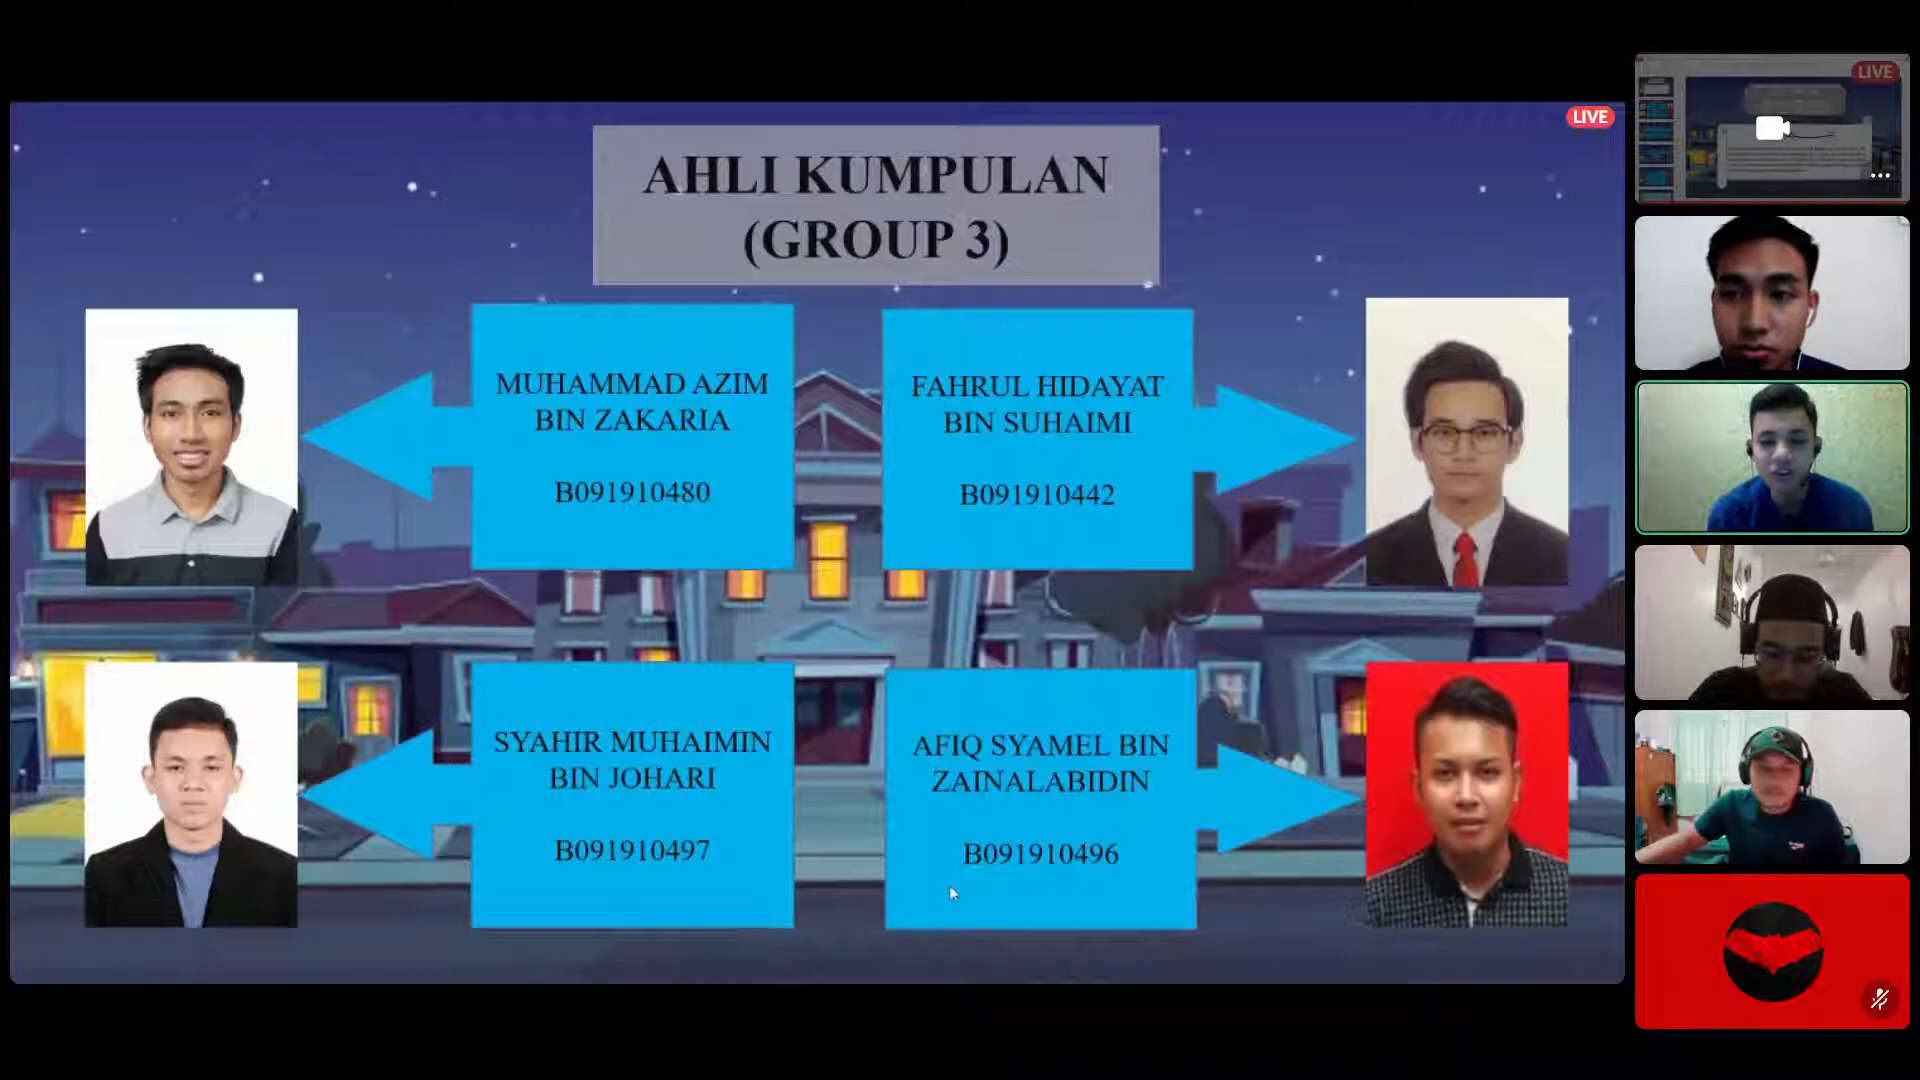 AHLI KUMPULAN
(GROUP 3)
LIVE
LIVE
MUHAMMAD AZIM
BIN ZAKARIA
B091910480
FAHRUL HIDAYAT
BIN SUHAIMI
B091910442
SYAHIR MUHAIMIN
BIN JOHARI
B091910497
AFIQ SYAMEL BIN
ZAINALABIDIN
B091910496